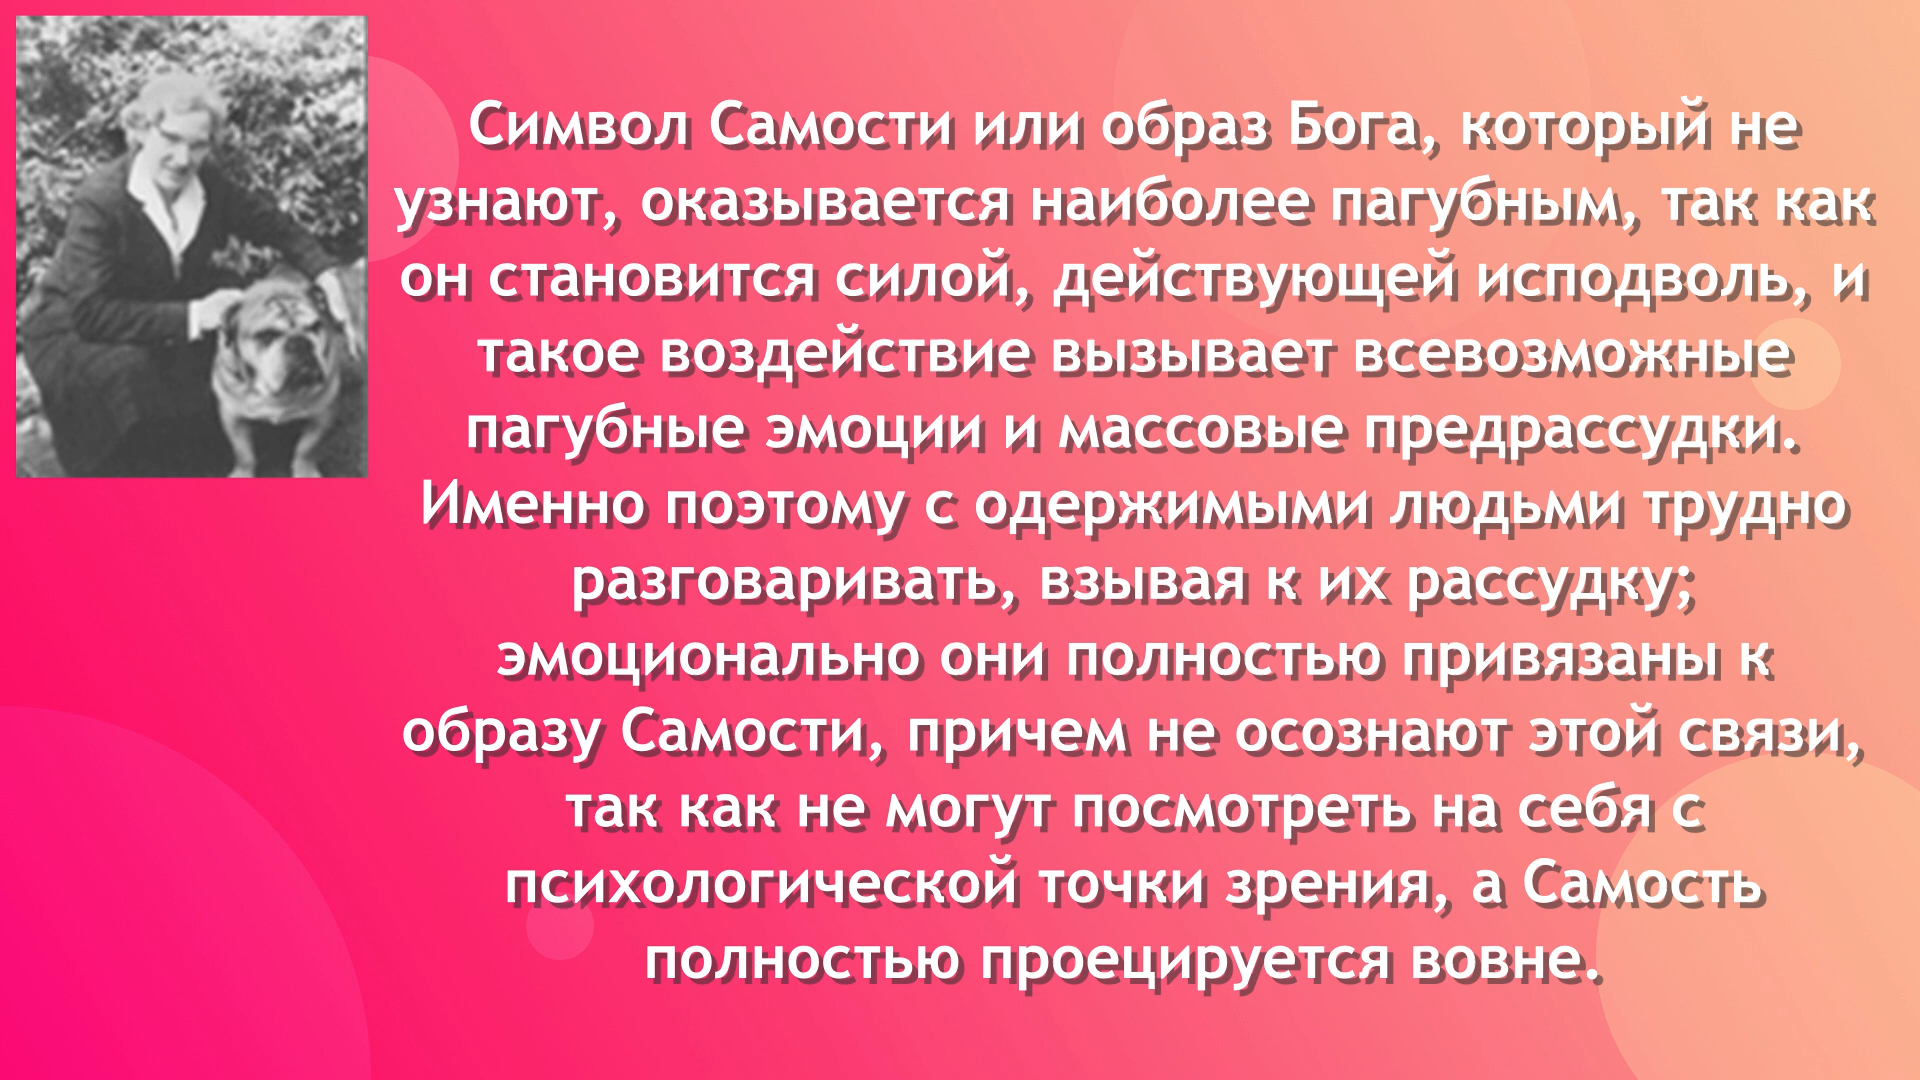 Символ Самости или образ Бога, который не
узнают, оказывается наиболее пагубным, так как
он становится силой, действующей исподволь, и
такое воздействие вызывает всевозможные
пагубные эмоции и массовые предрассудки.
Именно поэтому с одержимыми людьми трудно
разговаривать, взывая к их рассудку;
эмоционально они полностью привязаны к
образу Самости, причем не осознают этой связи,
так как не могут посмотреть на себя с
психологической точки зрения, а Самость
полностью проецируется вовне.